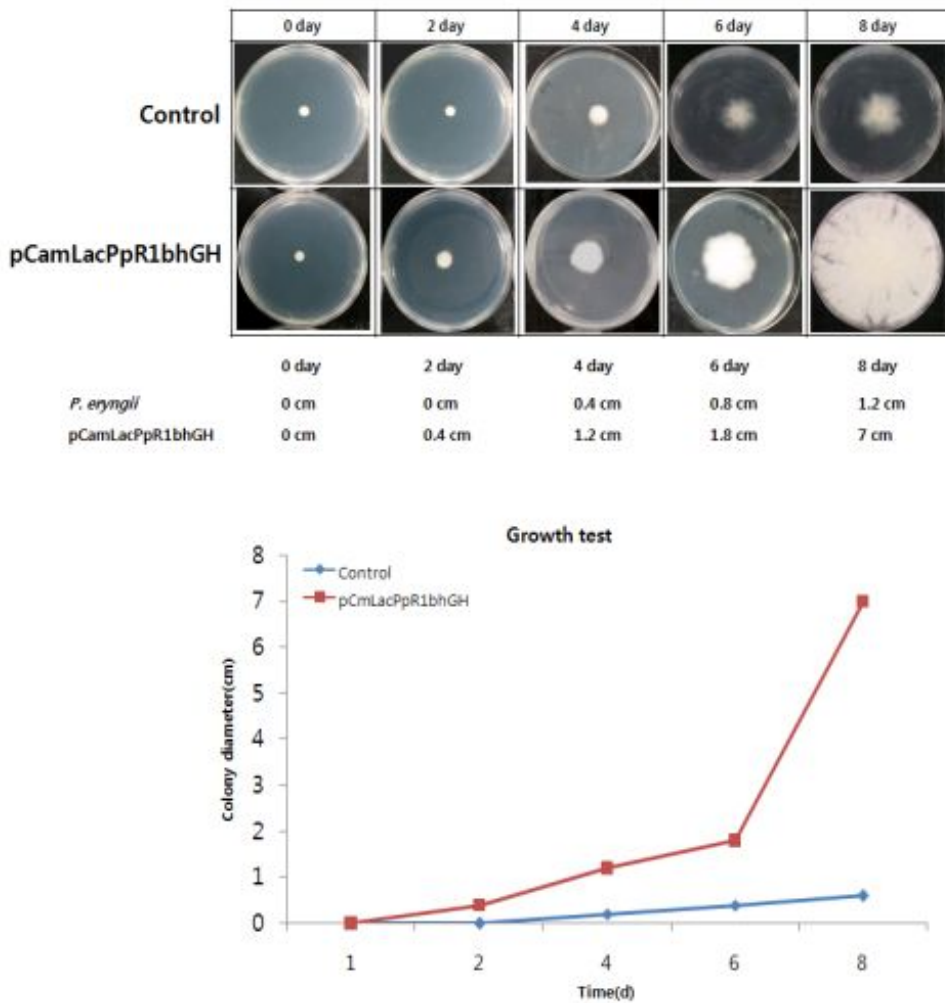 0 day 2 day 4 day 6 day 8 day
Control
pCamLacPpR1bhGH
0 day 2 day 4 day 6 day 8 day
P. eryngii 0 cm 0 cm 0.4 cm 0.8 cm 1.2 cm
pCamLacPpR1bhGH 0 cm 0.4 cm 1.2 cm 1.8 cm 7 cm
Growth test
Control
pCmLacPpR1bhGH
Colony diameter(cm)
8
7
6
5
4
3
2
1
0
1 2 4 6 8
Time(d)